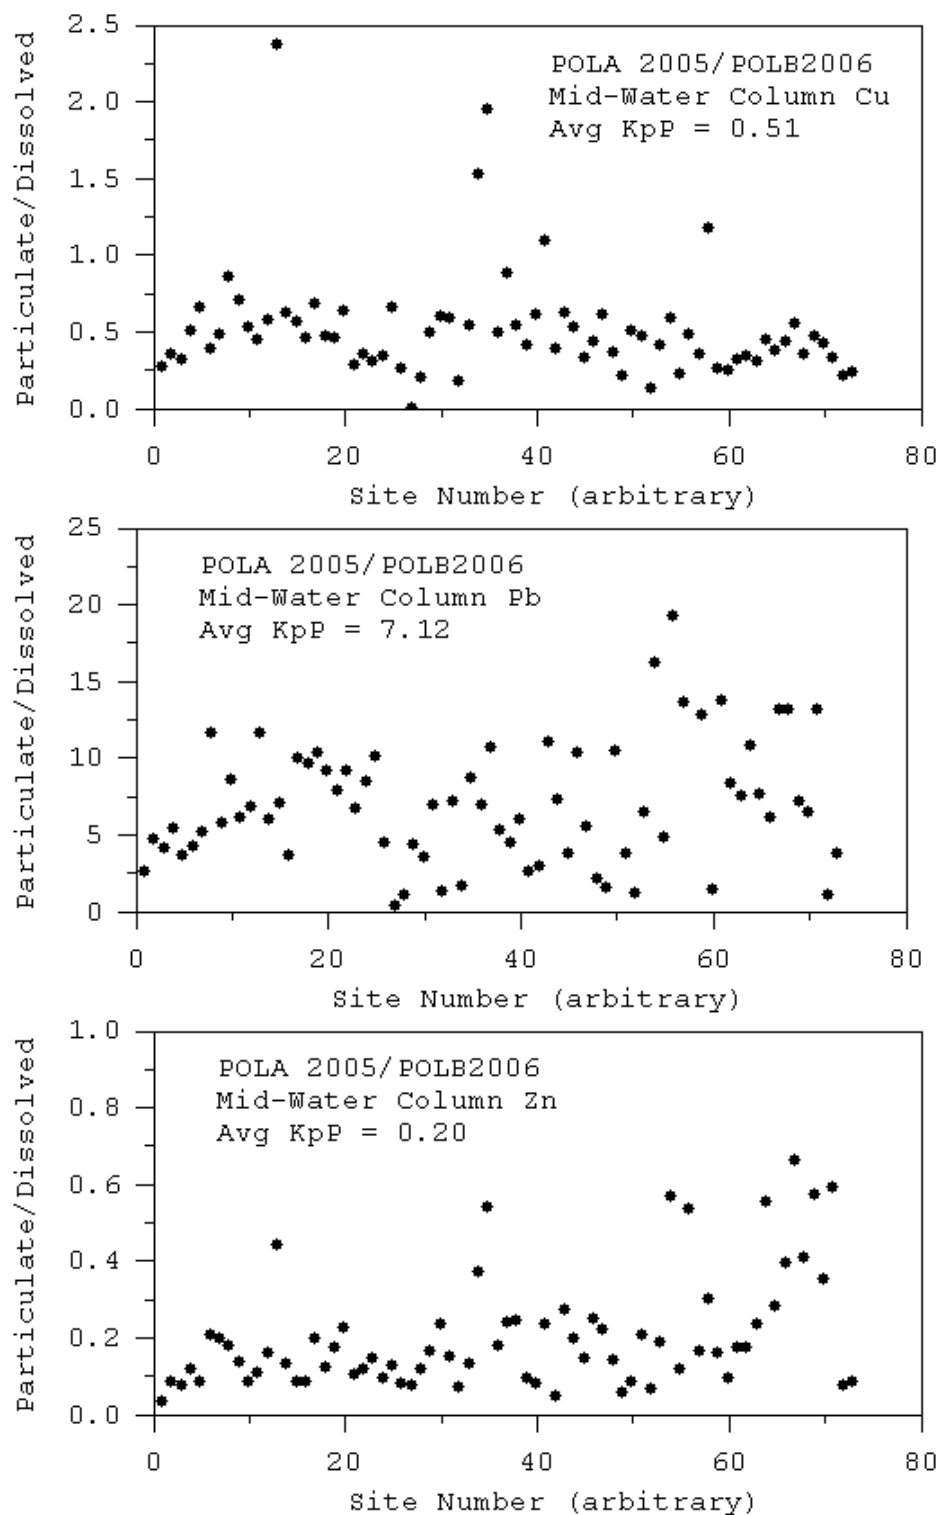 2.5
2.0
1.5
1.0
0.5
0.0
Particulate/Dissolved
POLA 2005/POLB2006
Mid-Water Column Cu
Avg KpP = 0.51
0 20 40 60 80
Site Number (arbitrary)
25
20
15
10
5
0
Particulate/Dissolved
POLA 2005/POLB2006
Mid-Water Column Pb
Avg KpP = 7.12
20 40 60 80
Site Number (arbitrary)
1.0
0.8
0.6
0.4
0.2
0.0
Particulate/Dissolved
POLA 2005/POLB2006
Mid-Water Column Zn
Avg KpP = 0.20
0 20 40 60 80
Site Number (arbitrary)